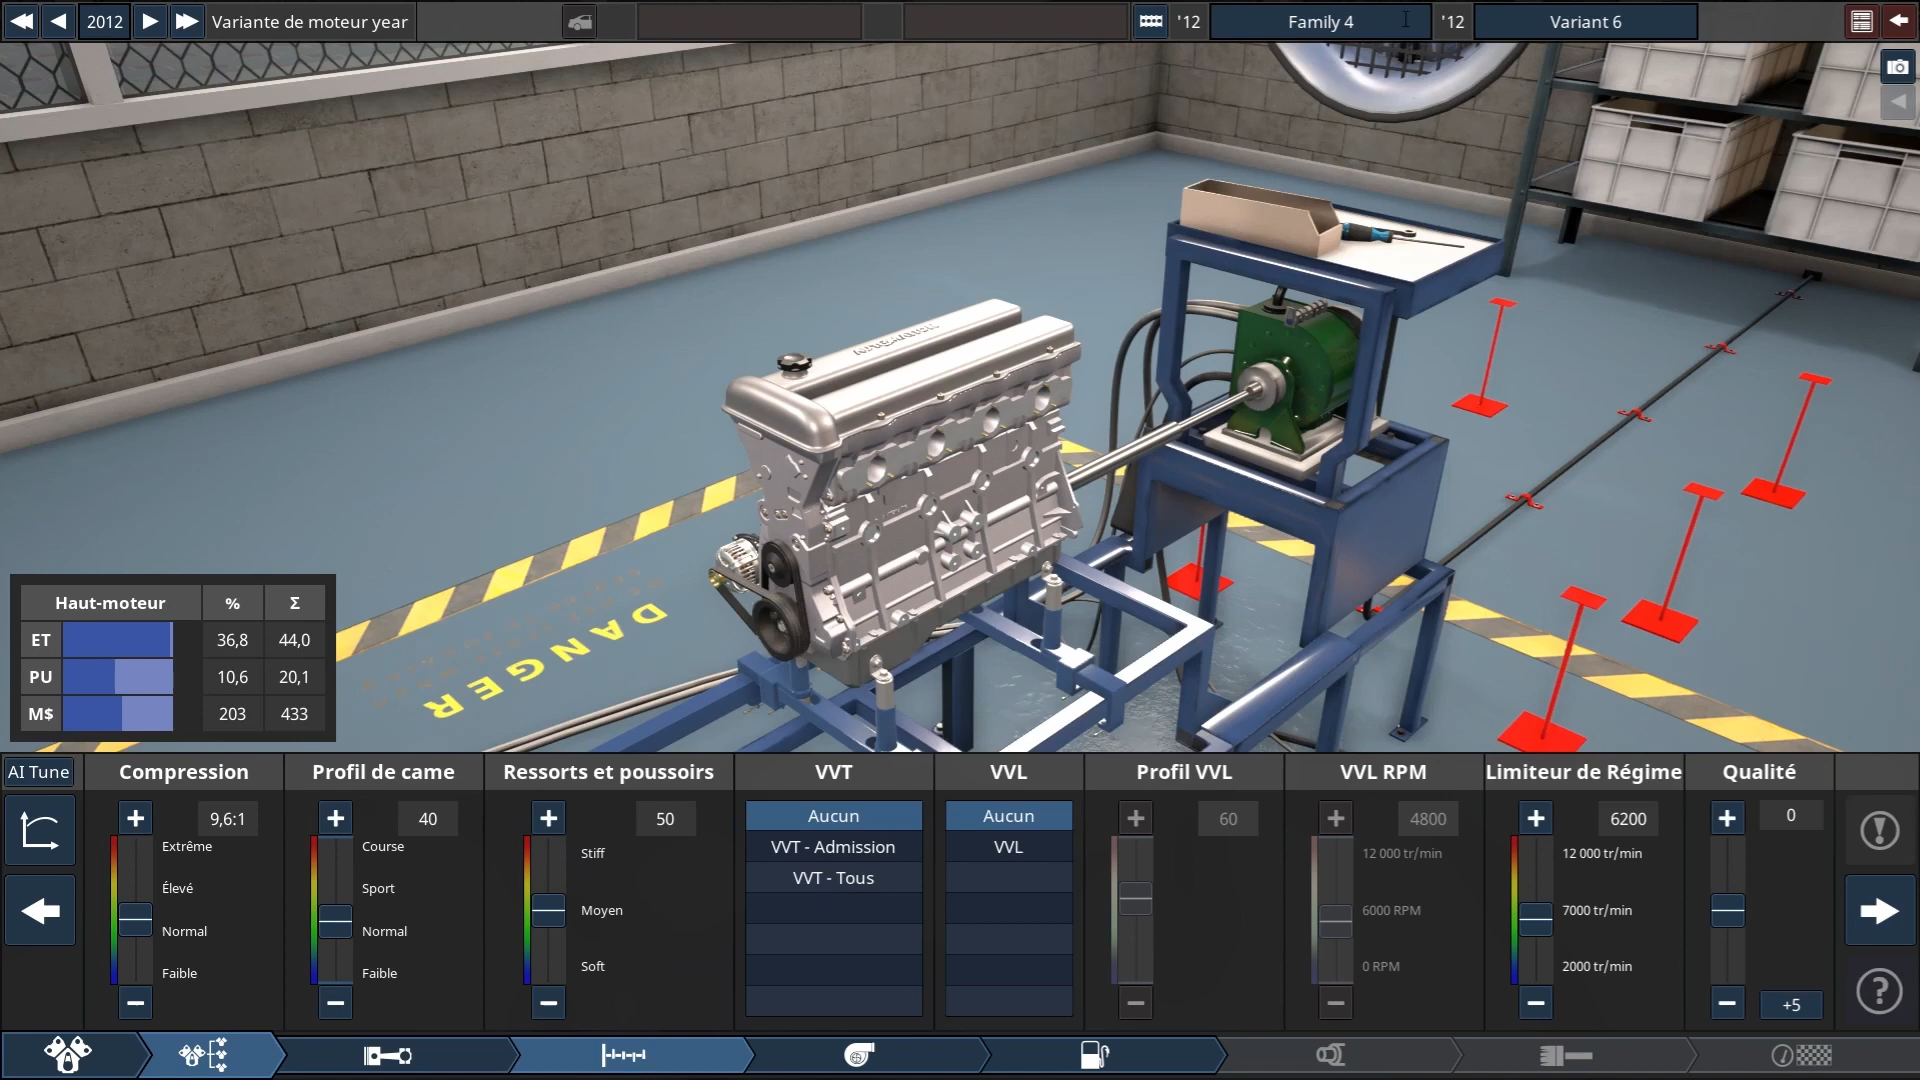 2012
Variante de moteur year
'12
Family 4
'12
Variant 6
DANGER
Haut-moteur
%
Σ
ET
36,8
44,0
PU
10,6
20,1
M$
203
433
AI Tune
Compression
9,6:1
Extrême
Élevé
Normal
Faible
Profil de came
40
Course
Sport
Normal
Faible
Ressorts et poussoirs
50
Stiff
Moyen
Soft
VVT
Aucun
VVT - Admission
VVT - Tous
VVL
Aucun
VVL
Profil VVL
60
VVL RPM
4800
12 000 tr/min
6000 RPM
0 RPM
Limiteur de Régime
6200
12 000 tr/min
7000 tr/min
2000 tr/min
Qualité
0
+5